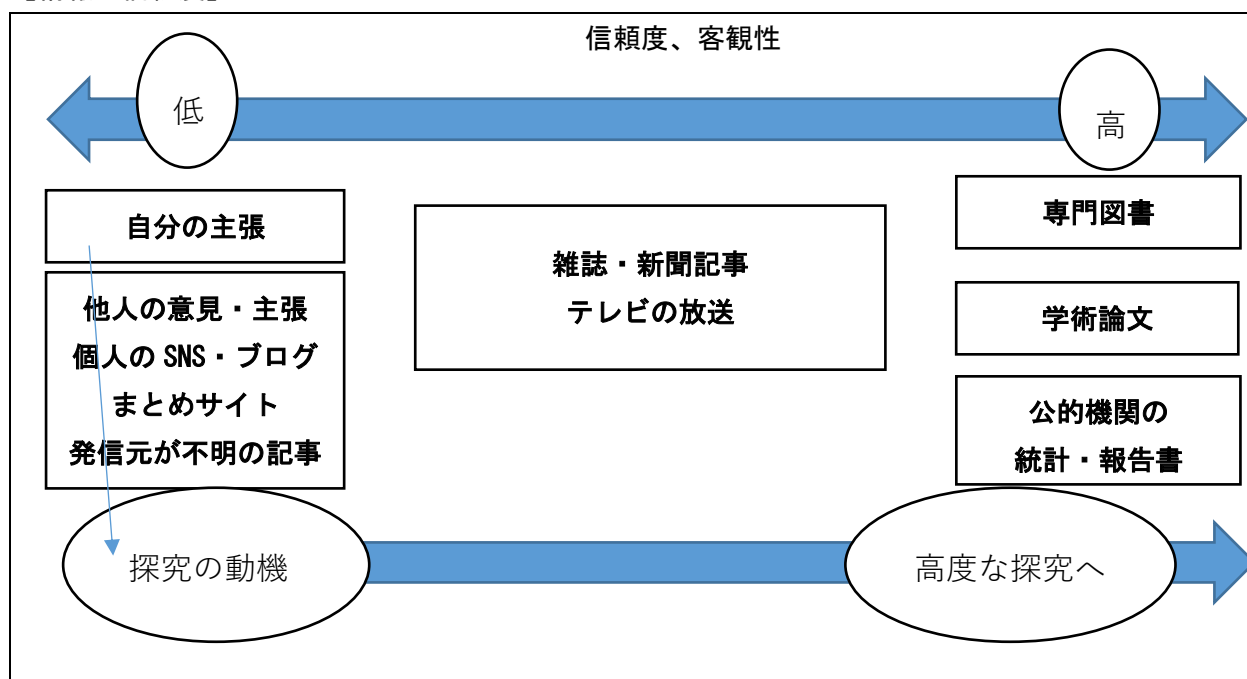 信頼度、客観性
低
高
自分の主張
他人の意見・主張
個人の SNS・ブログ
まとめサイト
発信元が不明の記事
雑誌・新聞記事
テレビの放送
専門図書
学術論文
公的機関の
統計・報告書
探究の動機
高度な探究へ